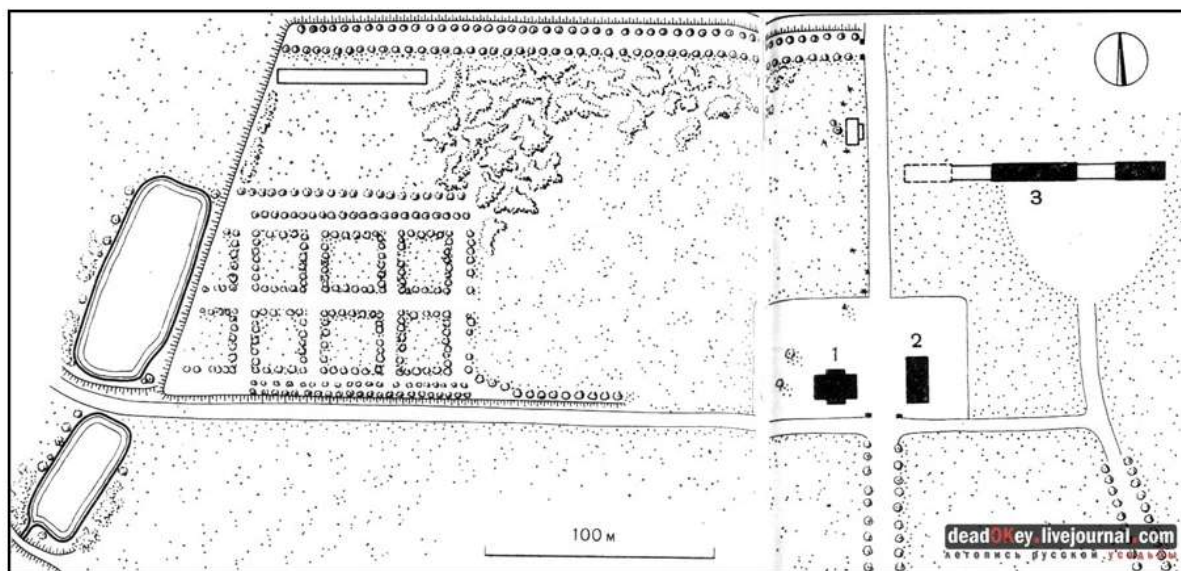 3
2
1
100 м
deadOKey.livejournal.com
летопись русской усадьбы